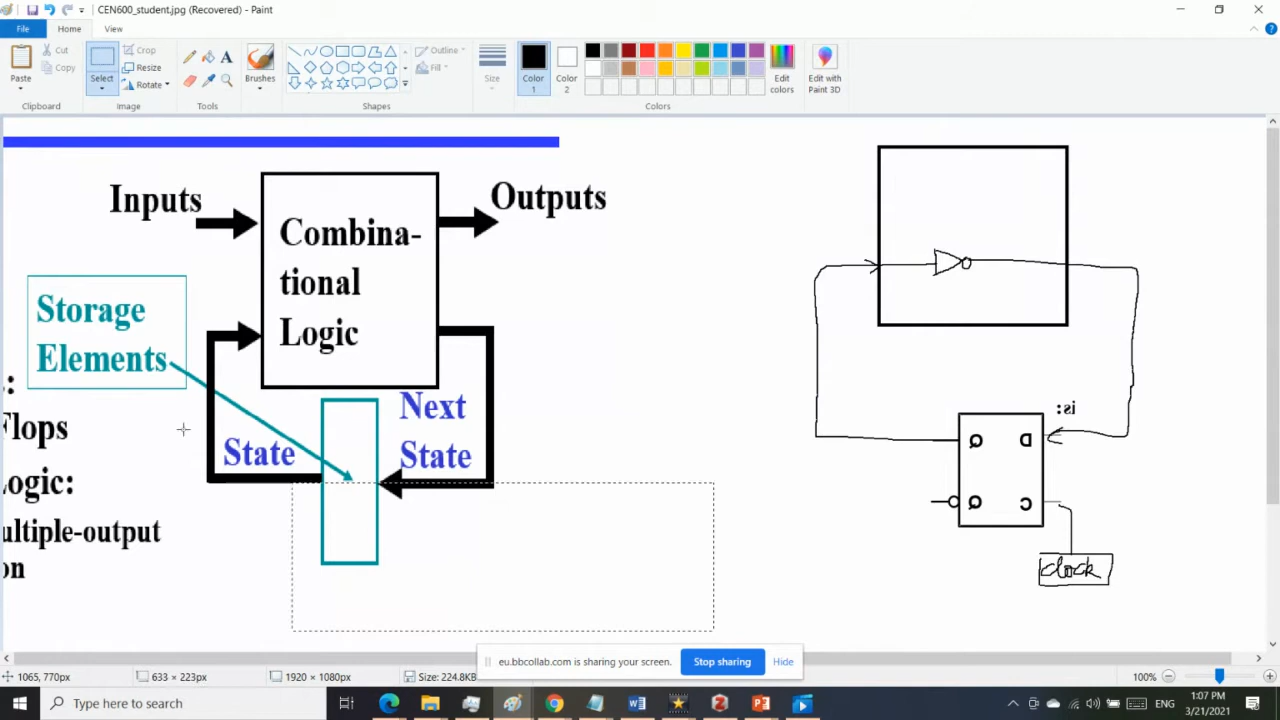 CEN600_student.jpg (Recovered) - Paint
File
Home
View
Paste
Cut
Copy
Clipboard
Select
Crop
Resize
Rotate
Image
Tools
Brushes
Shapes
Outline
Fill
Size
Color
1
Color
2
Edit
colors
Colors
Edit with
Paint 3D
Inputs
Outputs
Combina-
tional
Logic
Storage
Elements
s:
Flops
Logic:
ultiple-output
on
State
Next
State
is:
Q D
Q C
clock
eu.bbcollab.com is sharing your screen.
Stop sharing
Hide
1065, 770px
633 × 223px
1920 × 1080px
Size: 224.8KB
100%
Type here to search
ENG
1:07 PM
3/21/2021